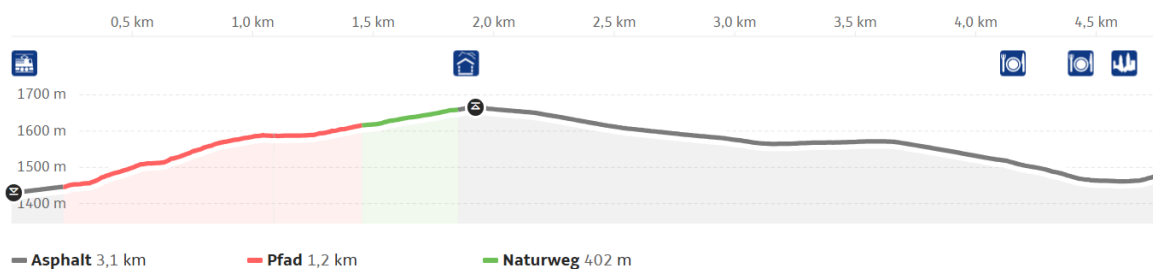 0,5 km 1,0 km 1,5 km 2,0 km 2,5 km 3,0 km 3,5 km 4,0 km 4,5 km
1700 m
1600 m
1500 m
1400 m
Asphalt 3,1 km Pfad 1,2 km Naturweg 402 m